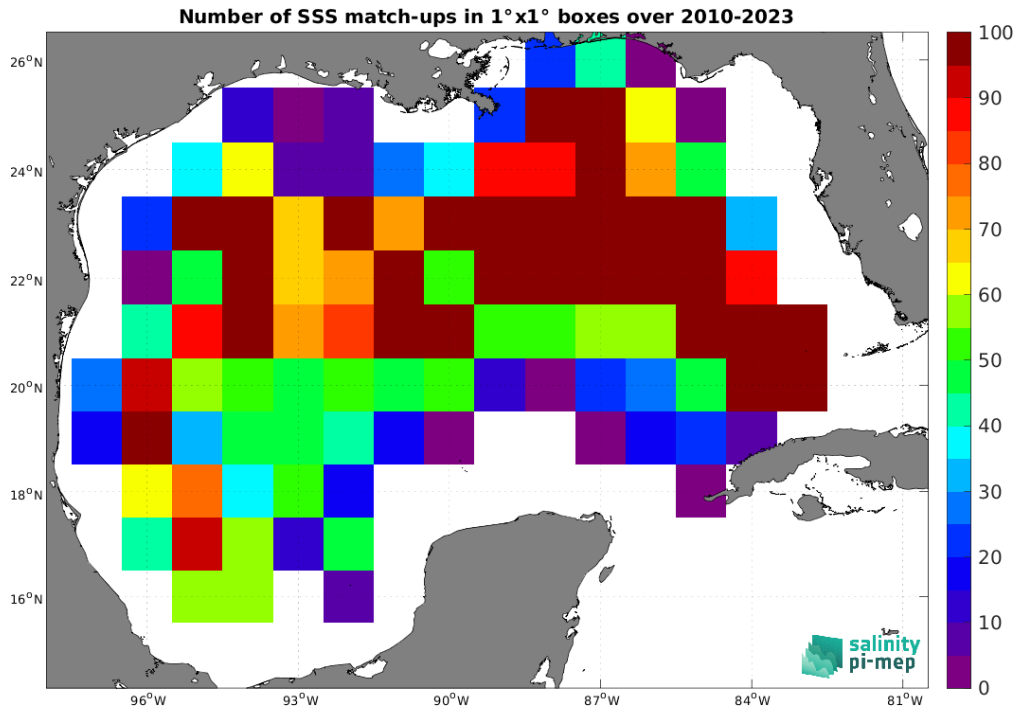 Number of SSS match-ups in 1°x1° boxes over 2010-2023
26°N
24°N
22°N
20°N
18°N
16°N
96°W
93°W
90°W
87°W
84°W
81°W
100
90
80
70
60
50
40
30
20
10
0
salinity
pi-mep